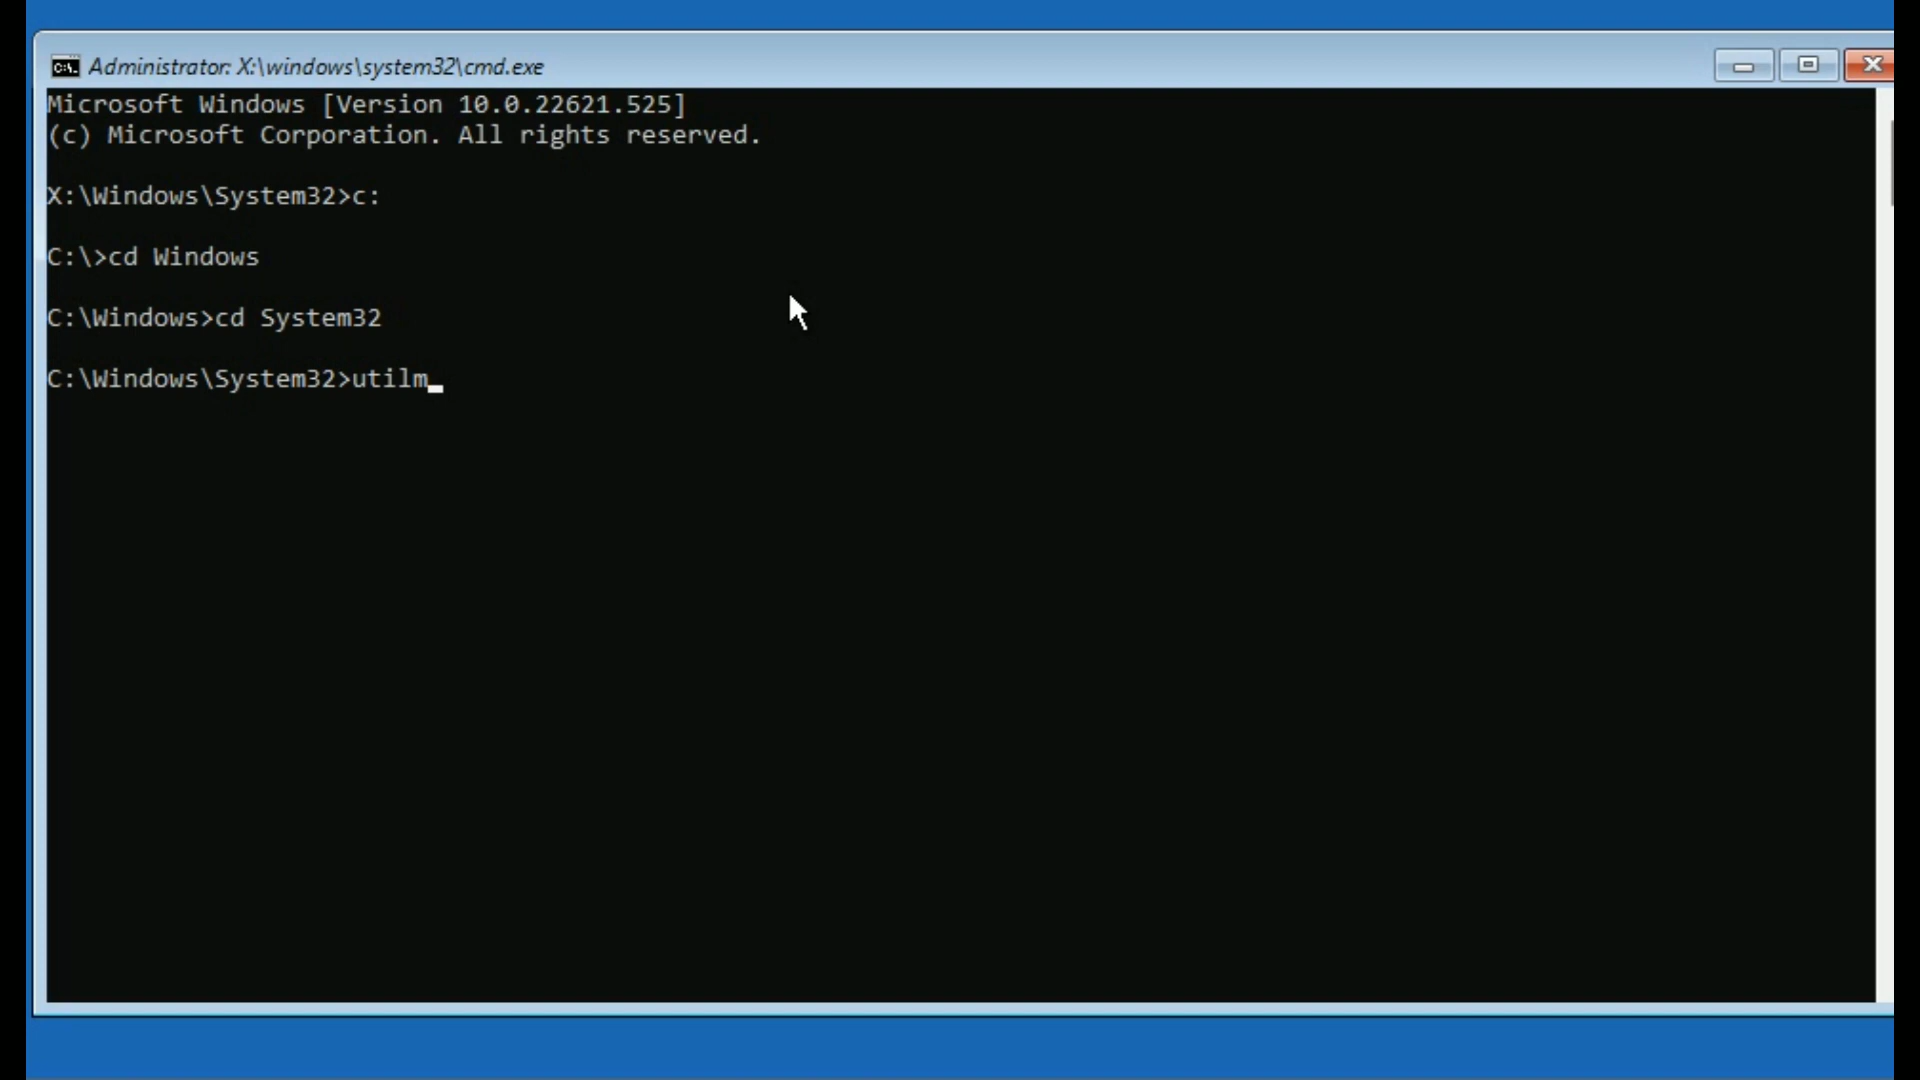 Administrator: X:\windows\system32\cmd.exe
Microsoft Windows [Version 10.0.22621.525]
(c) Microsoft Corporation. All rights reserved.
X:\Windows\System32>c:
C:\>cd Windows
C:\Windows>cd System32
C:\Windows\System32>utilm